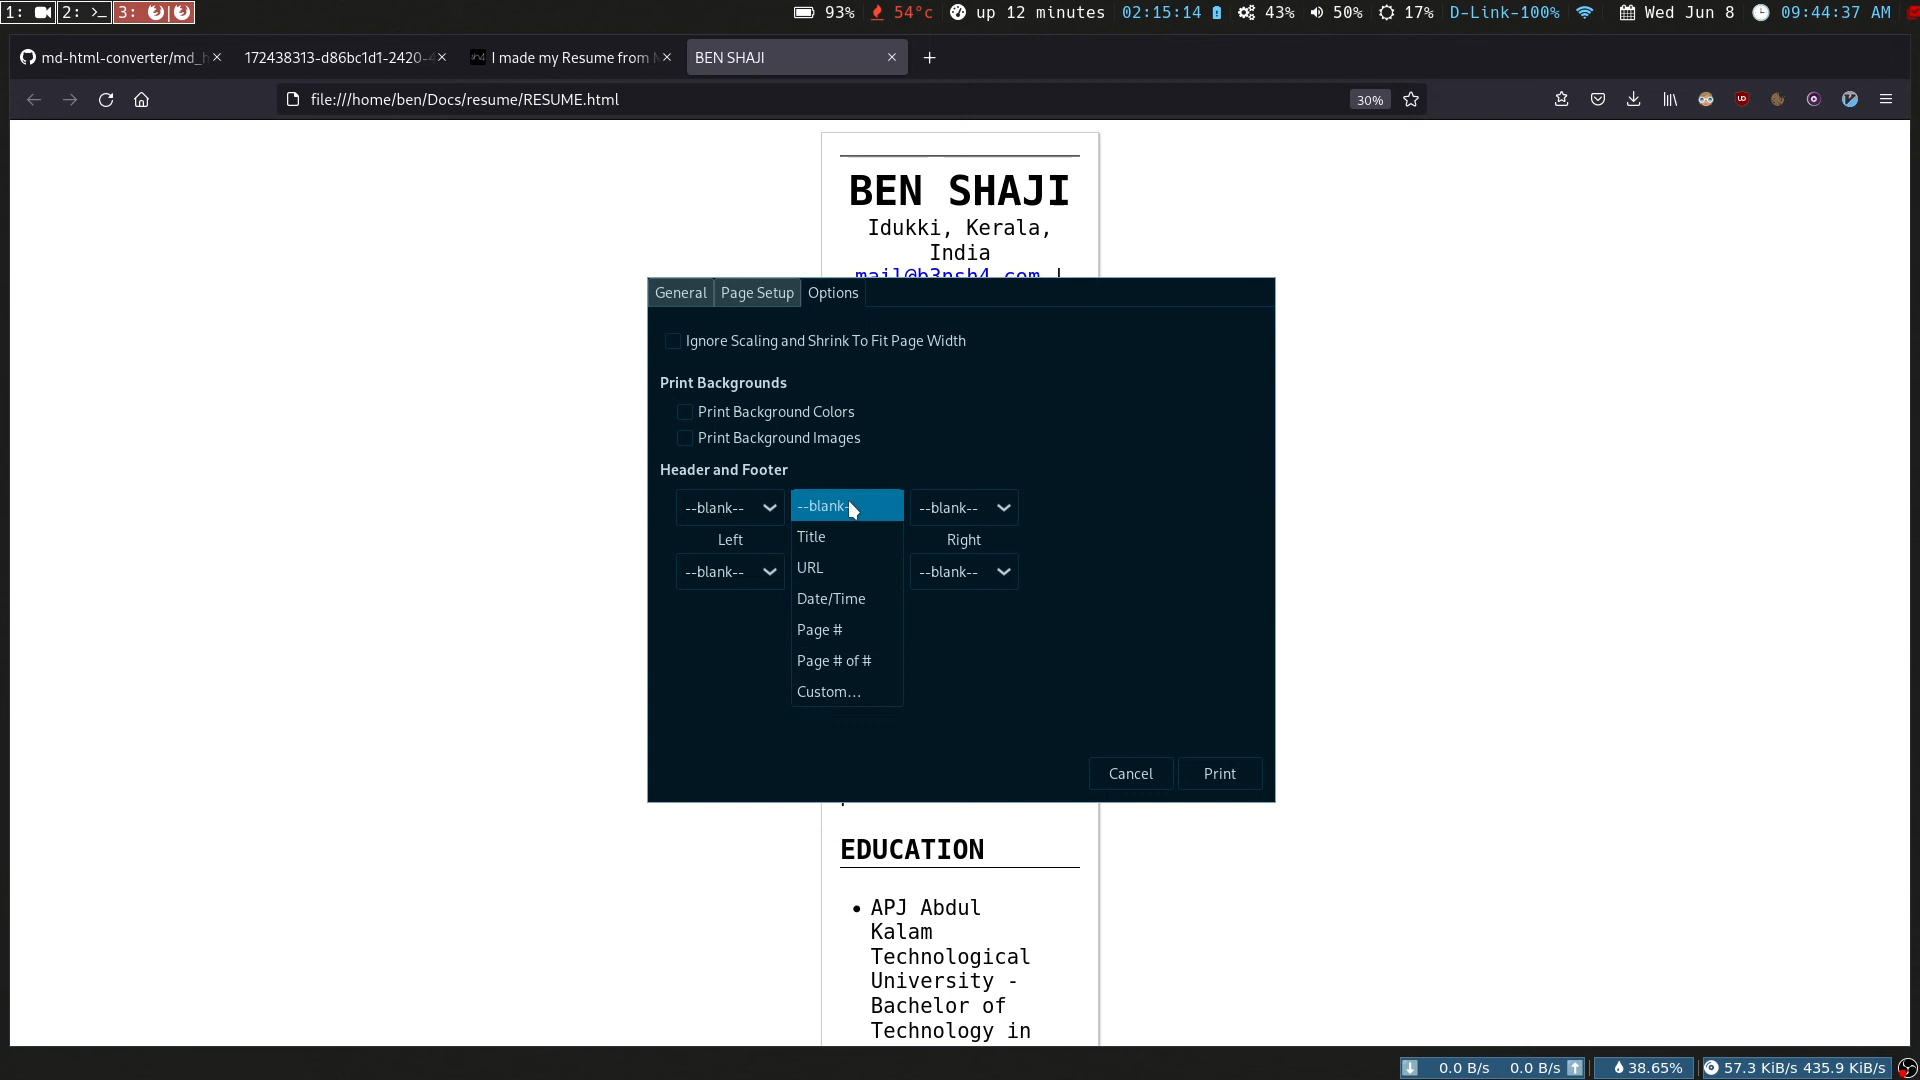 1: 2: >_ 3: | 93% 54°c up 12 minutes 02:15:14 43% 50% 17% D-Link-100% Wed Jun 8 09:44:37 AM
md-html-converter/md_h 172438313-d86bc1d1-2420-4 I made my Resume from M BEN SHAJI
file:///home/ben/Docs/resume/RESUME.html 30%
BEN SHAJI
Idukki, Kerala,
India
mail@b3nsh4.com |
General Page Setup Options
Ignore Scaling and Shrink To Fit Page Width
Print Backgrounds
Print Background Colors
Print Background Images
Header and Footer
--blank-- --blank- --blank--
Left Title Right
--blank-- URL --blank--
Date/Time
Page #
Page # of #
Custom...
Cancel Print
EDUCATION
• APJ Abdul
Kalam
Technological
University -
Bachelor of
Technology in
0.0 B/s 0.0 B/s 38.65% 57.3 KiB/s 435.9 KiB/s